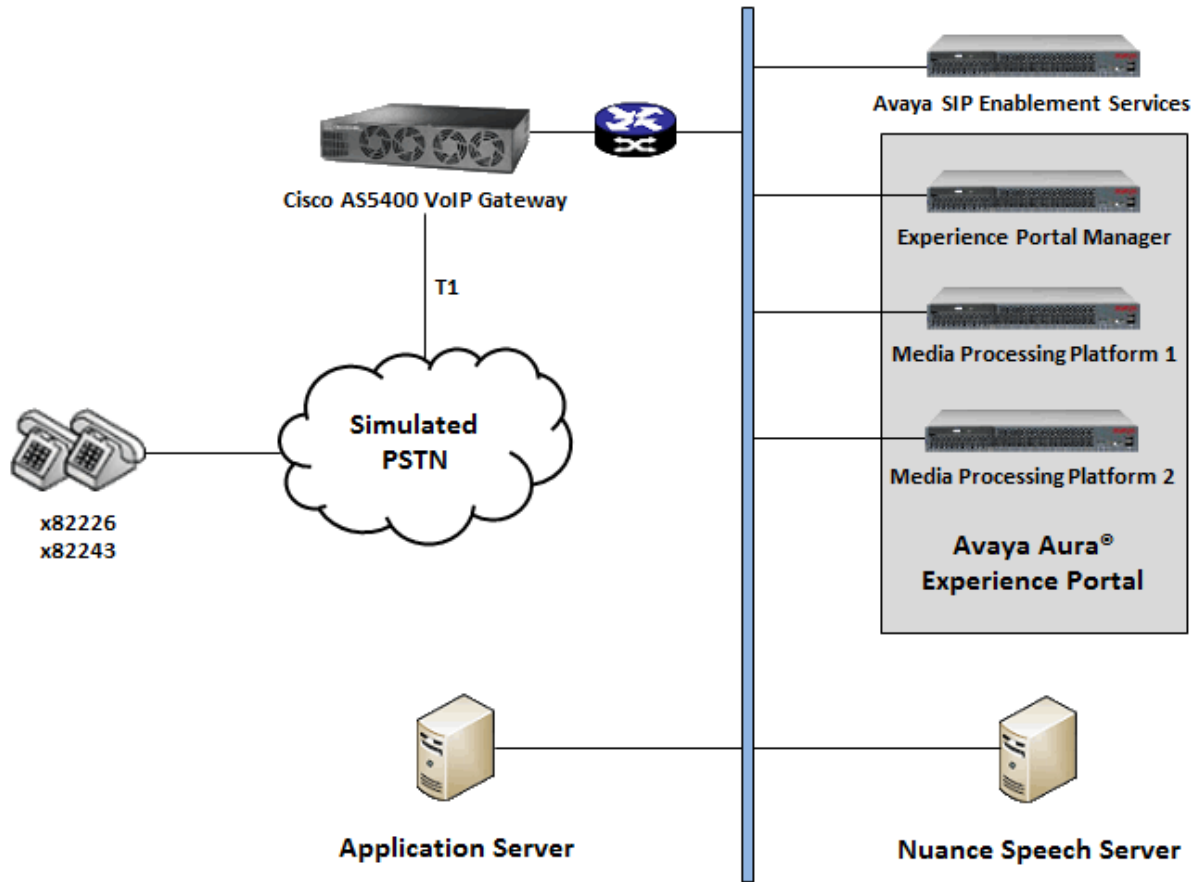 Avaya SIP Enablement Services
Cisco AS5400 VoIP Gateway
Experience Portal Manager
T1
Media Processing Platform 1
Simulated
PSTN
Media Processing Platform 2
x82226
x82243
Avaya Aura®
Experience Portal
Application Server
Nuance Speech Server